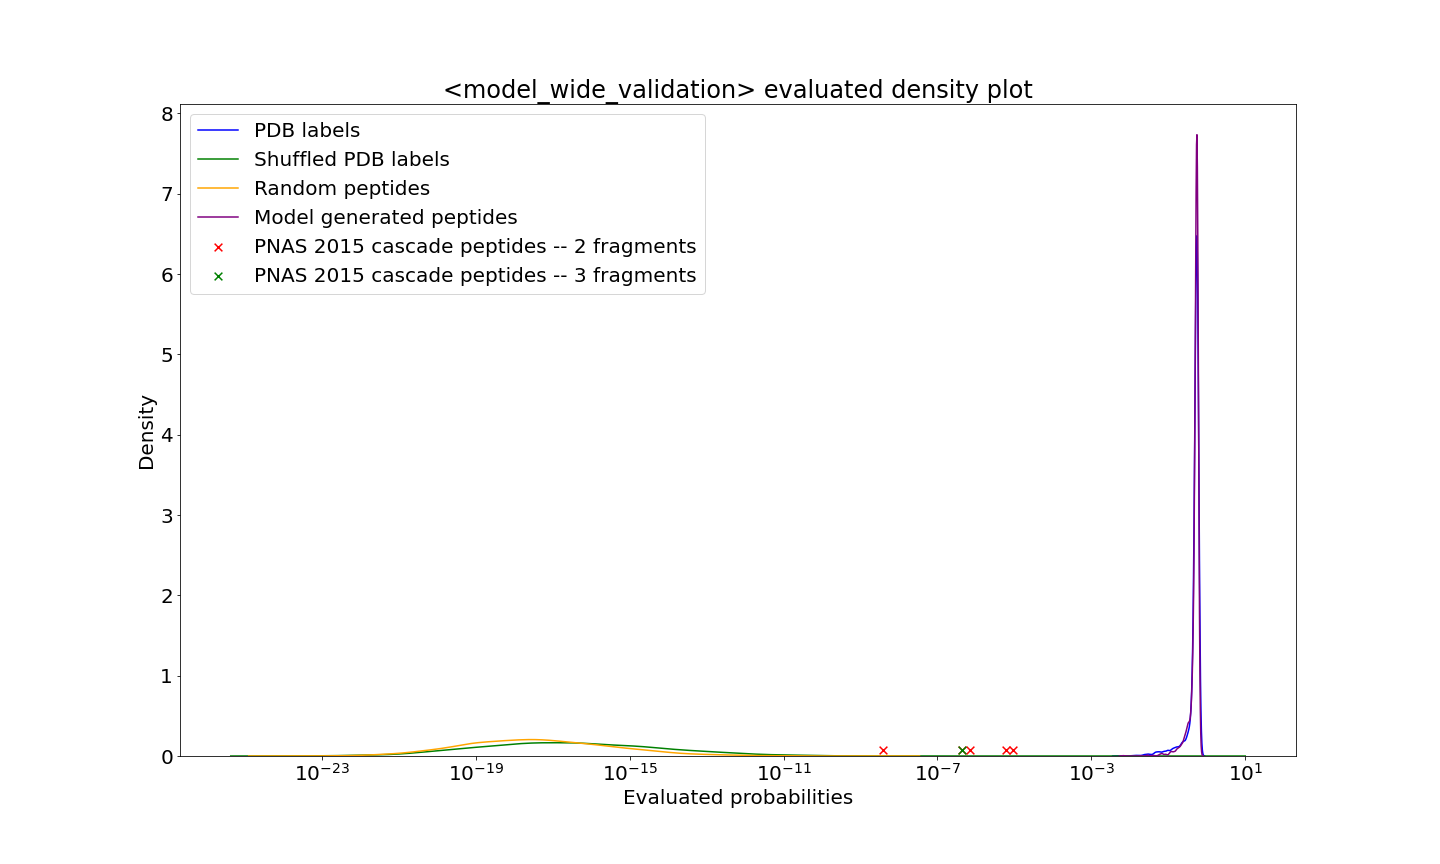 <model_wide_validation> evaluated density plot
8
7
6
5
4
3
2
1
0
Density
PDB labels
Shuffled PDB labels
Random peptides
Model generated peptides
PNAS 2015 cascade peptides -- 2 fragments
PNAS 2015 cascade peptides -- 3 fragments
10⁻²³ 10⁻¹⁹ 10⁻¹⁵ 10⁻¹¹ 10⁻⁷ 10⁻³ 10¹
Evaluated probabilities